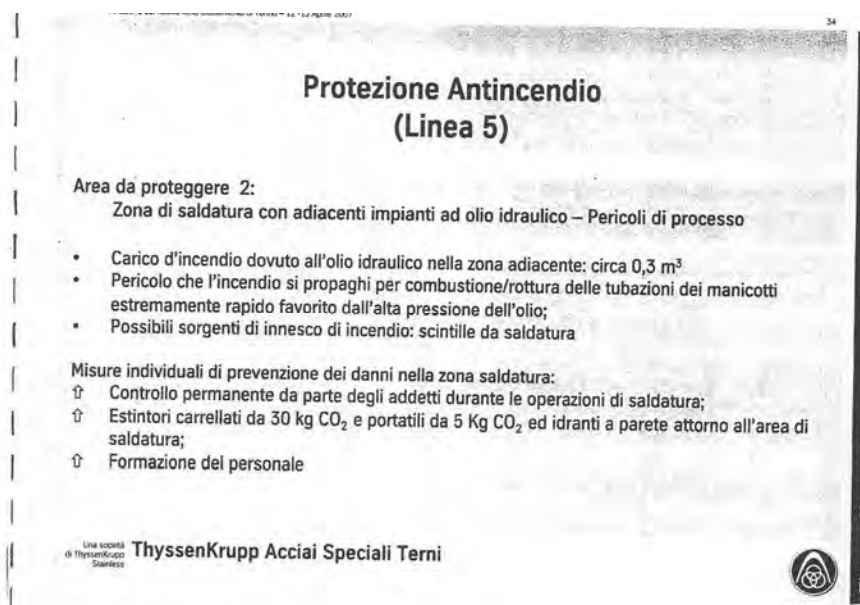 34
Protezione Antincendio
(Linea 5)
Area da proteggere 2:
Zona di saldatura con adiacenti impianti ad olio idraulico – Pericoli di processo
• Carico d'incendio dovuto all'olio idraulico nella zona adiacente: circa 0,3 m³
• Pericolo che l'incendio si propaghi per combustione/rottura delle tubazioni dei manicotti
estremamente rapido favorito dall'alta pressione dell'olio;
• Possibili sorgenti di innesco di incendio: scintille da saldatura
Misure individuali di prevenzione dei danni nella zona saldatura:
⇧ Controllo permanente da parte degli addetti durante le operazioni di saldatura;
⇧ Estintori carrellati da 30 kg CO₂ e portatili da 5 Kg CO₂ ed idranti a parete attorno all'area di
saldatura;
⇧ Formazione del personale
Una società
di ThyssenKrupp
Stainless
ThyssenKrupp Acciai Speciali Terni